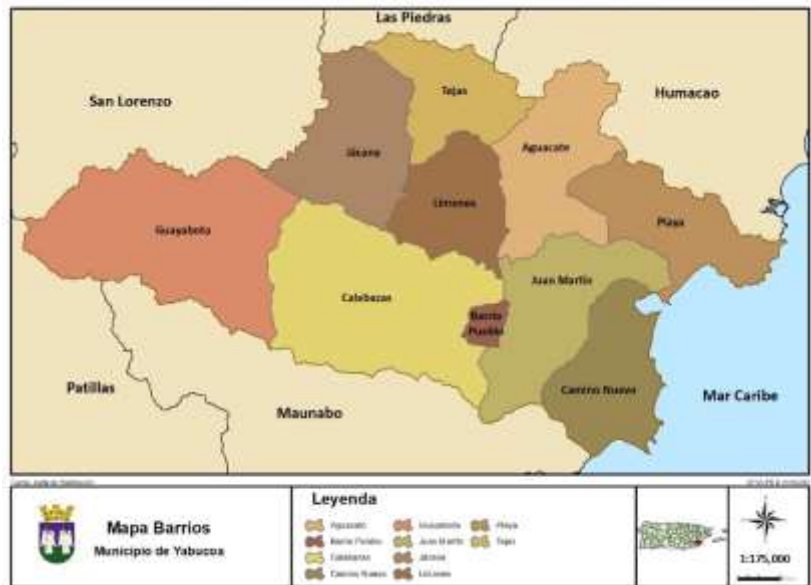 Las Piedras
San Lorenzo
Tejas
Humacao
Jácana
Aguacate
Limones
Guayabota
Playa
Juan Martín
Calabazas
Barrio
Pueblo
Camino Nuevo
Patillas
Maunabo
Mar Caribe
Mapa Barrios
Municipio de Yabucoa
Leyenda
Aguacate Guayabota Playa
Barrio Pueblo Juan Martín Tejas
Calabazas Jácana
Camino Nuevo Limones
1:175,000